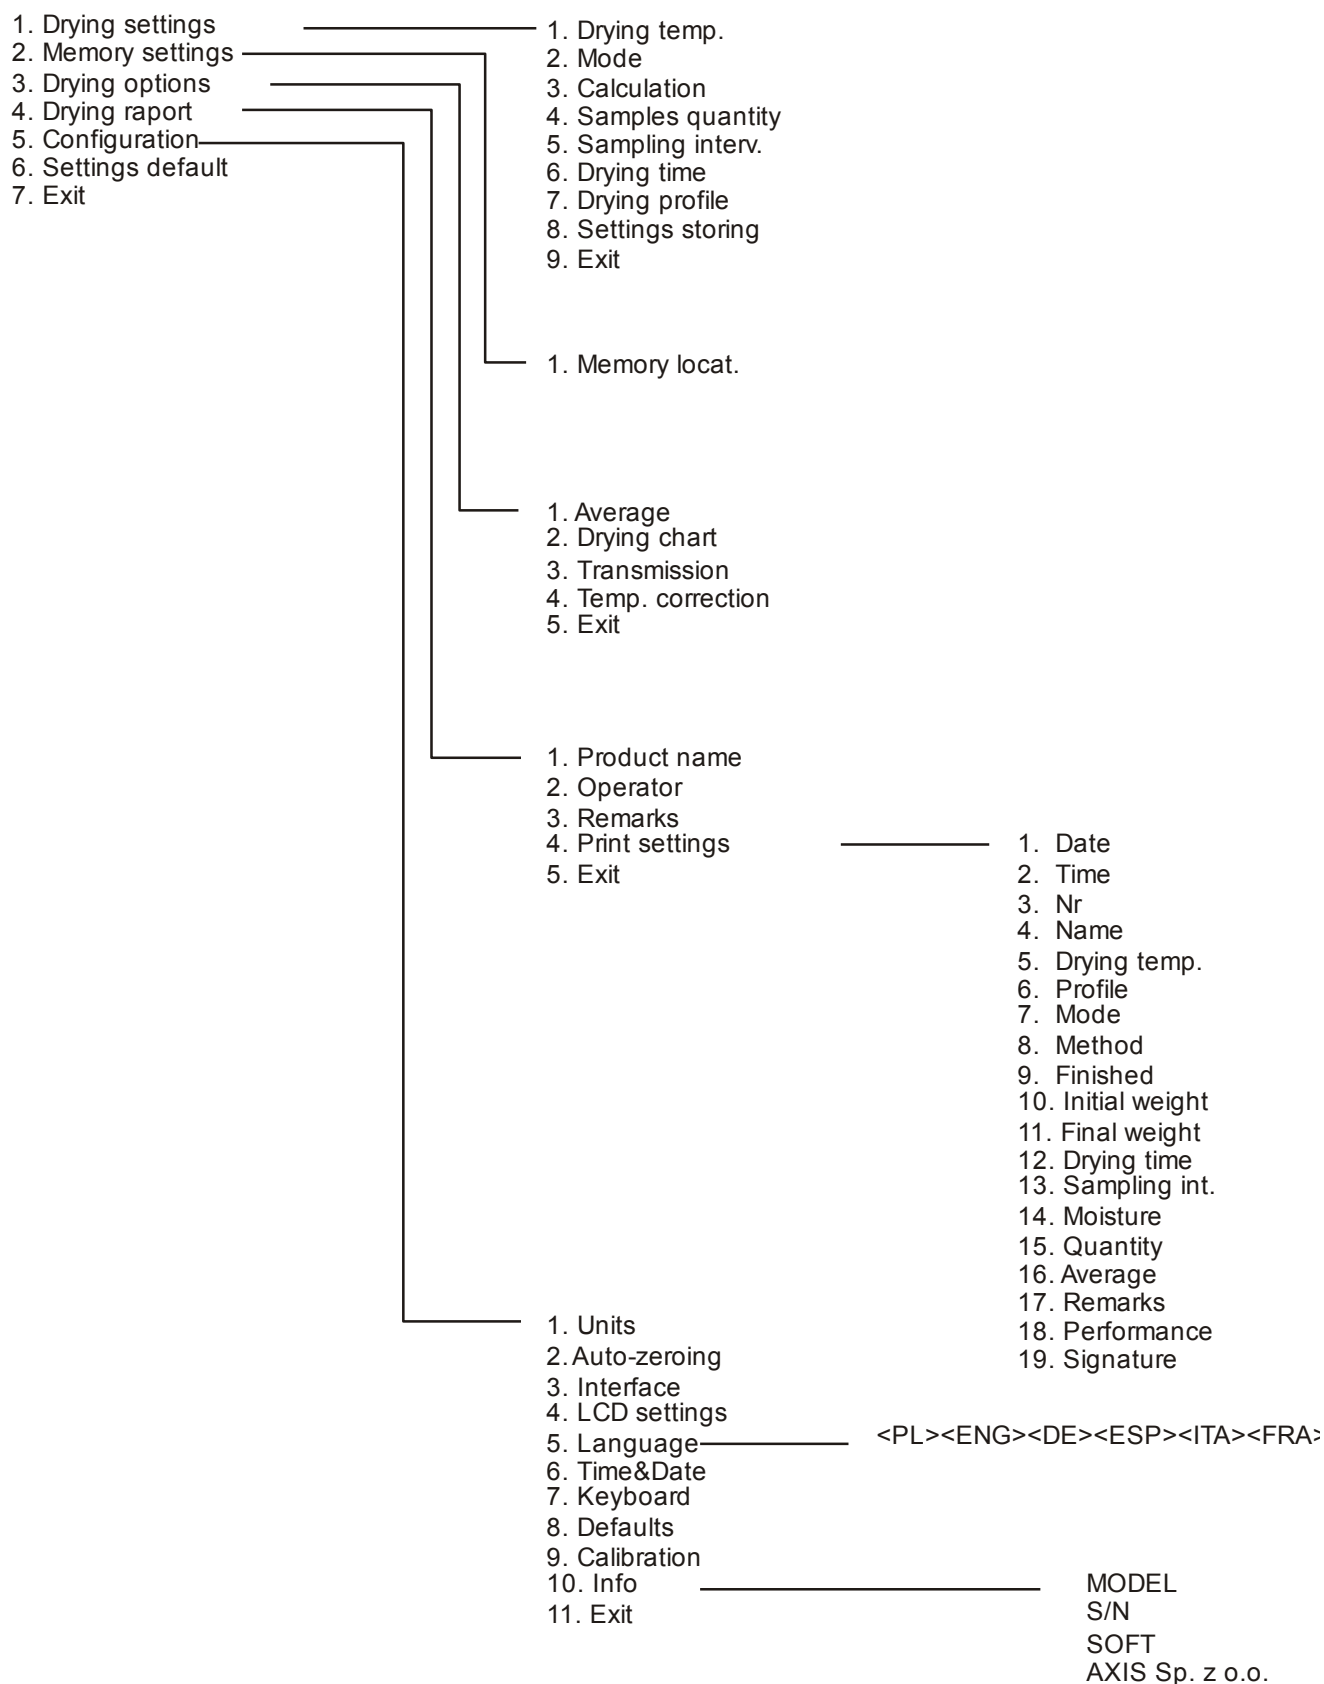 1. Drying settings
2. Memory settings
3. Drying options
4. Drying raport
5. Configuration
6. Settings default
7. Exit
1. Drying temp.
2. Mode
3. Calculation
4. Samples quantity
5. Sampling interv.
6. Drying time
7. Drying profile
8. Settings storing
9. Exit
1. Memory locat.
1. Average
2. Drying chart
3. Transmission
4. Temp. correction
5. Exit
1. Product name
2. Operator
3. Remarks
4. Print settings
5. Exit
1. Date
2. Time
3. Nr
4. Name
5. Drying temp.
6. Profile
7. Mode
8. Method
9. Finished
10. Initial weight
11. Final weight
12. Drying time
13. Sampling int.
14. Moisture
15. Quantity
16. Average
17. Remarks
18. Performance
19. Signature
1. Units
2. Auto-zeroing
3. Interface
4. LCD settings
5. Language
6. Time&Date
7. Keyboard
8. Defaults
9. Calibration
10. Info
11. Exit
<PL><ENG><DE><ESP><ITA><FRA>
MODEL
S/N
SOFT
AXIS Sp. z o.o.